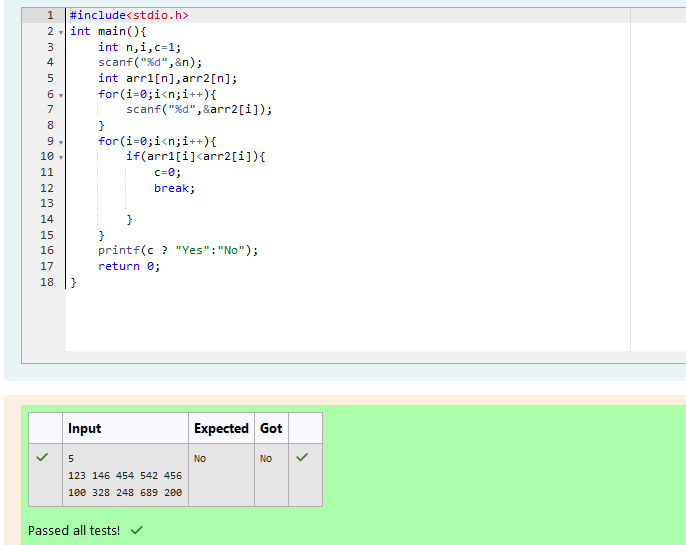 1 #include<stdio.h>
2 int main(){
3     int n,i,c=1;
4     scanf("%d",&n);
5     int arr1[n],arr2[n];
6     for(i=0;i<n;i++){
7         scanf("%d",&arr2[i]);
8     }
9     for(i=0;i<n;i++){
10         if(arr1[i]<arr2[i]){
11             c=0;
12             break;
13
14         }
15     }
16     printf(c ? "Yes":"No");
17     return 0;
18 }
Input Expected Got
5 No No
123 146 454 542 456
100 328 248 689 200
Passed all tests!